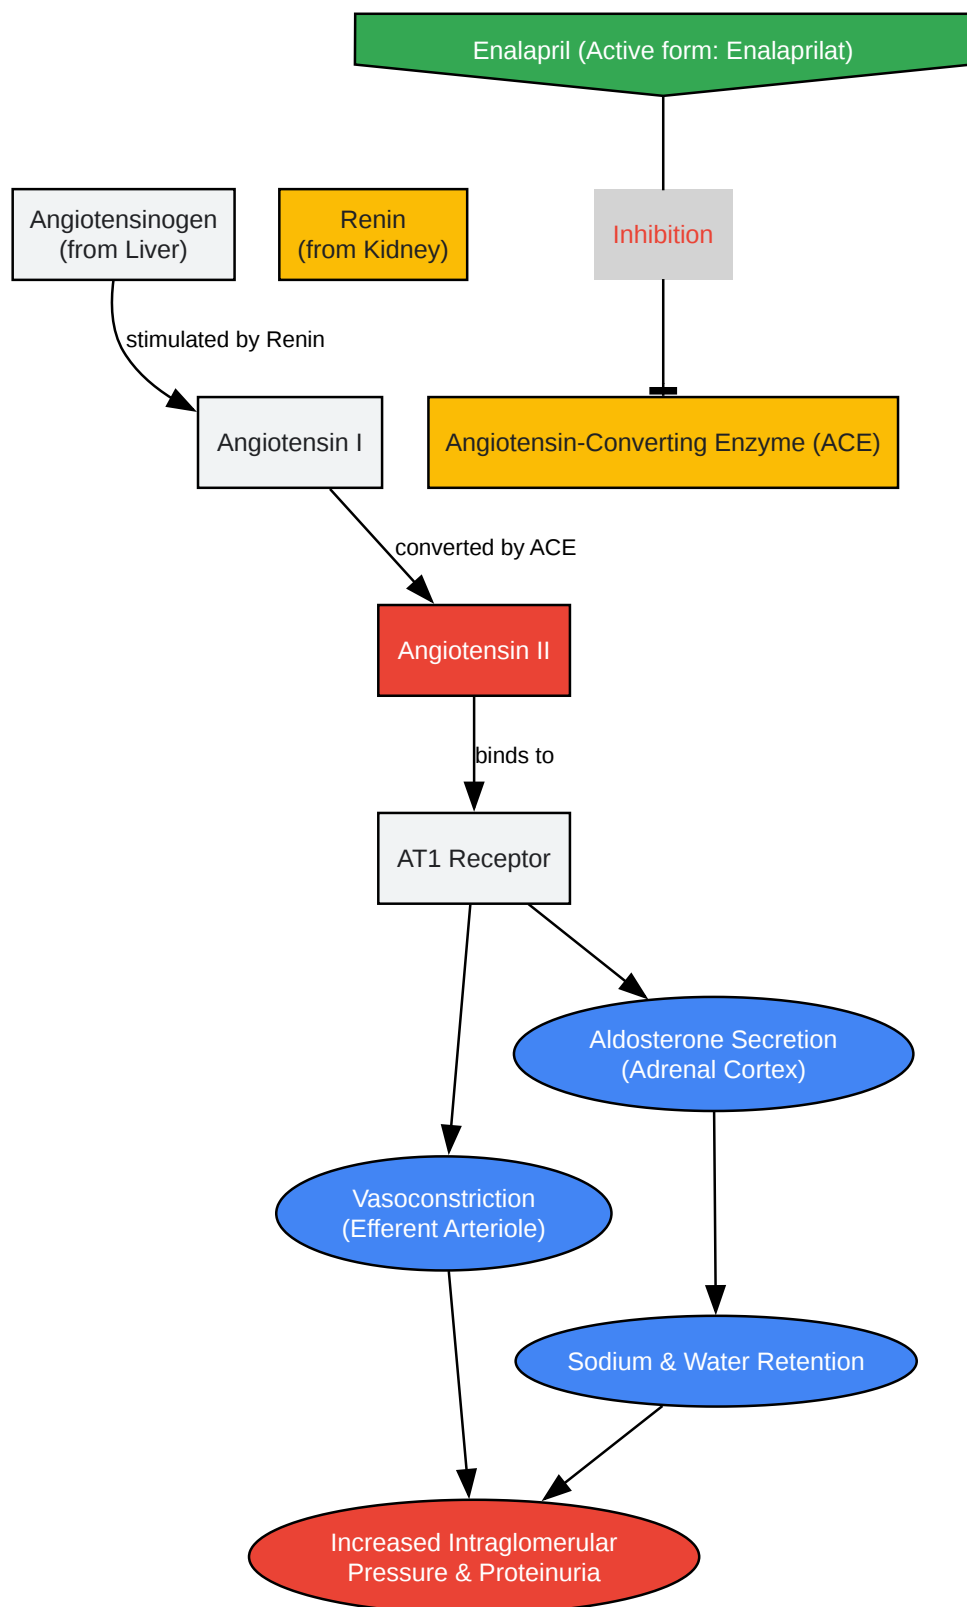 Enalapril (Active form: Enalaprilat)
Angiotensinogen
(from Liver)
Renin
(from Kidney)
Inhibition
stimulated by Renin
Angiotensin I
Angiotensin-Converting Enzyme (ACE)
converted by ACE
Angiotensin II
binds to
AT1 Receptor
Aldosterone Secretion
(Adrenal Cortex)
Vasoconstriction
(Efferent Arteriole)
Sodium & Water Retention
Increased Intraglomerular
Pressure & Proteinuria